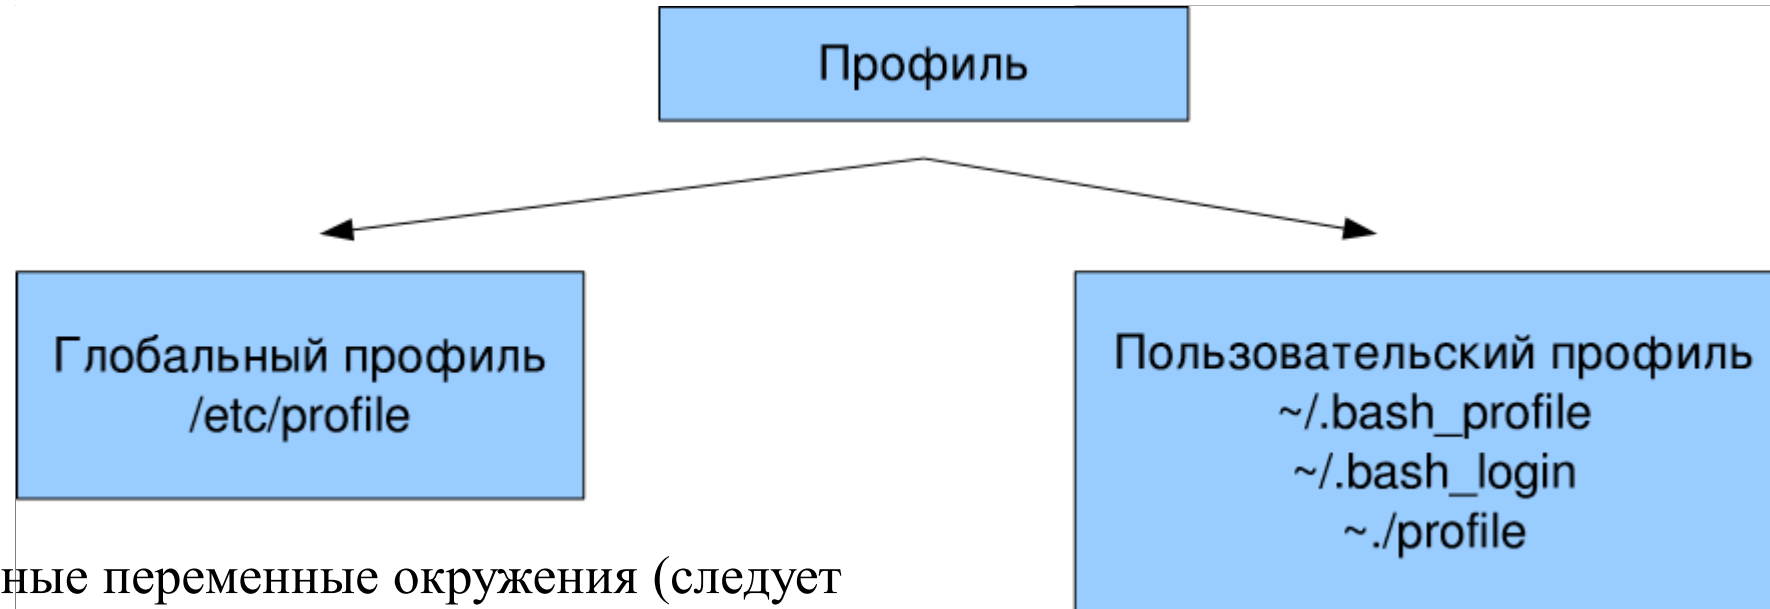 Профиль
Глобальный профиль
/etc/profile
Пользовательский профиль
~/.bash_profile
~/.bash_login
~./profile
ные переменные окружения (следует